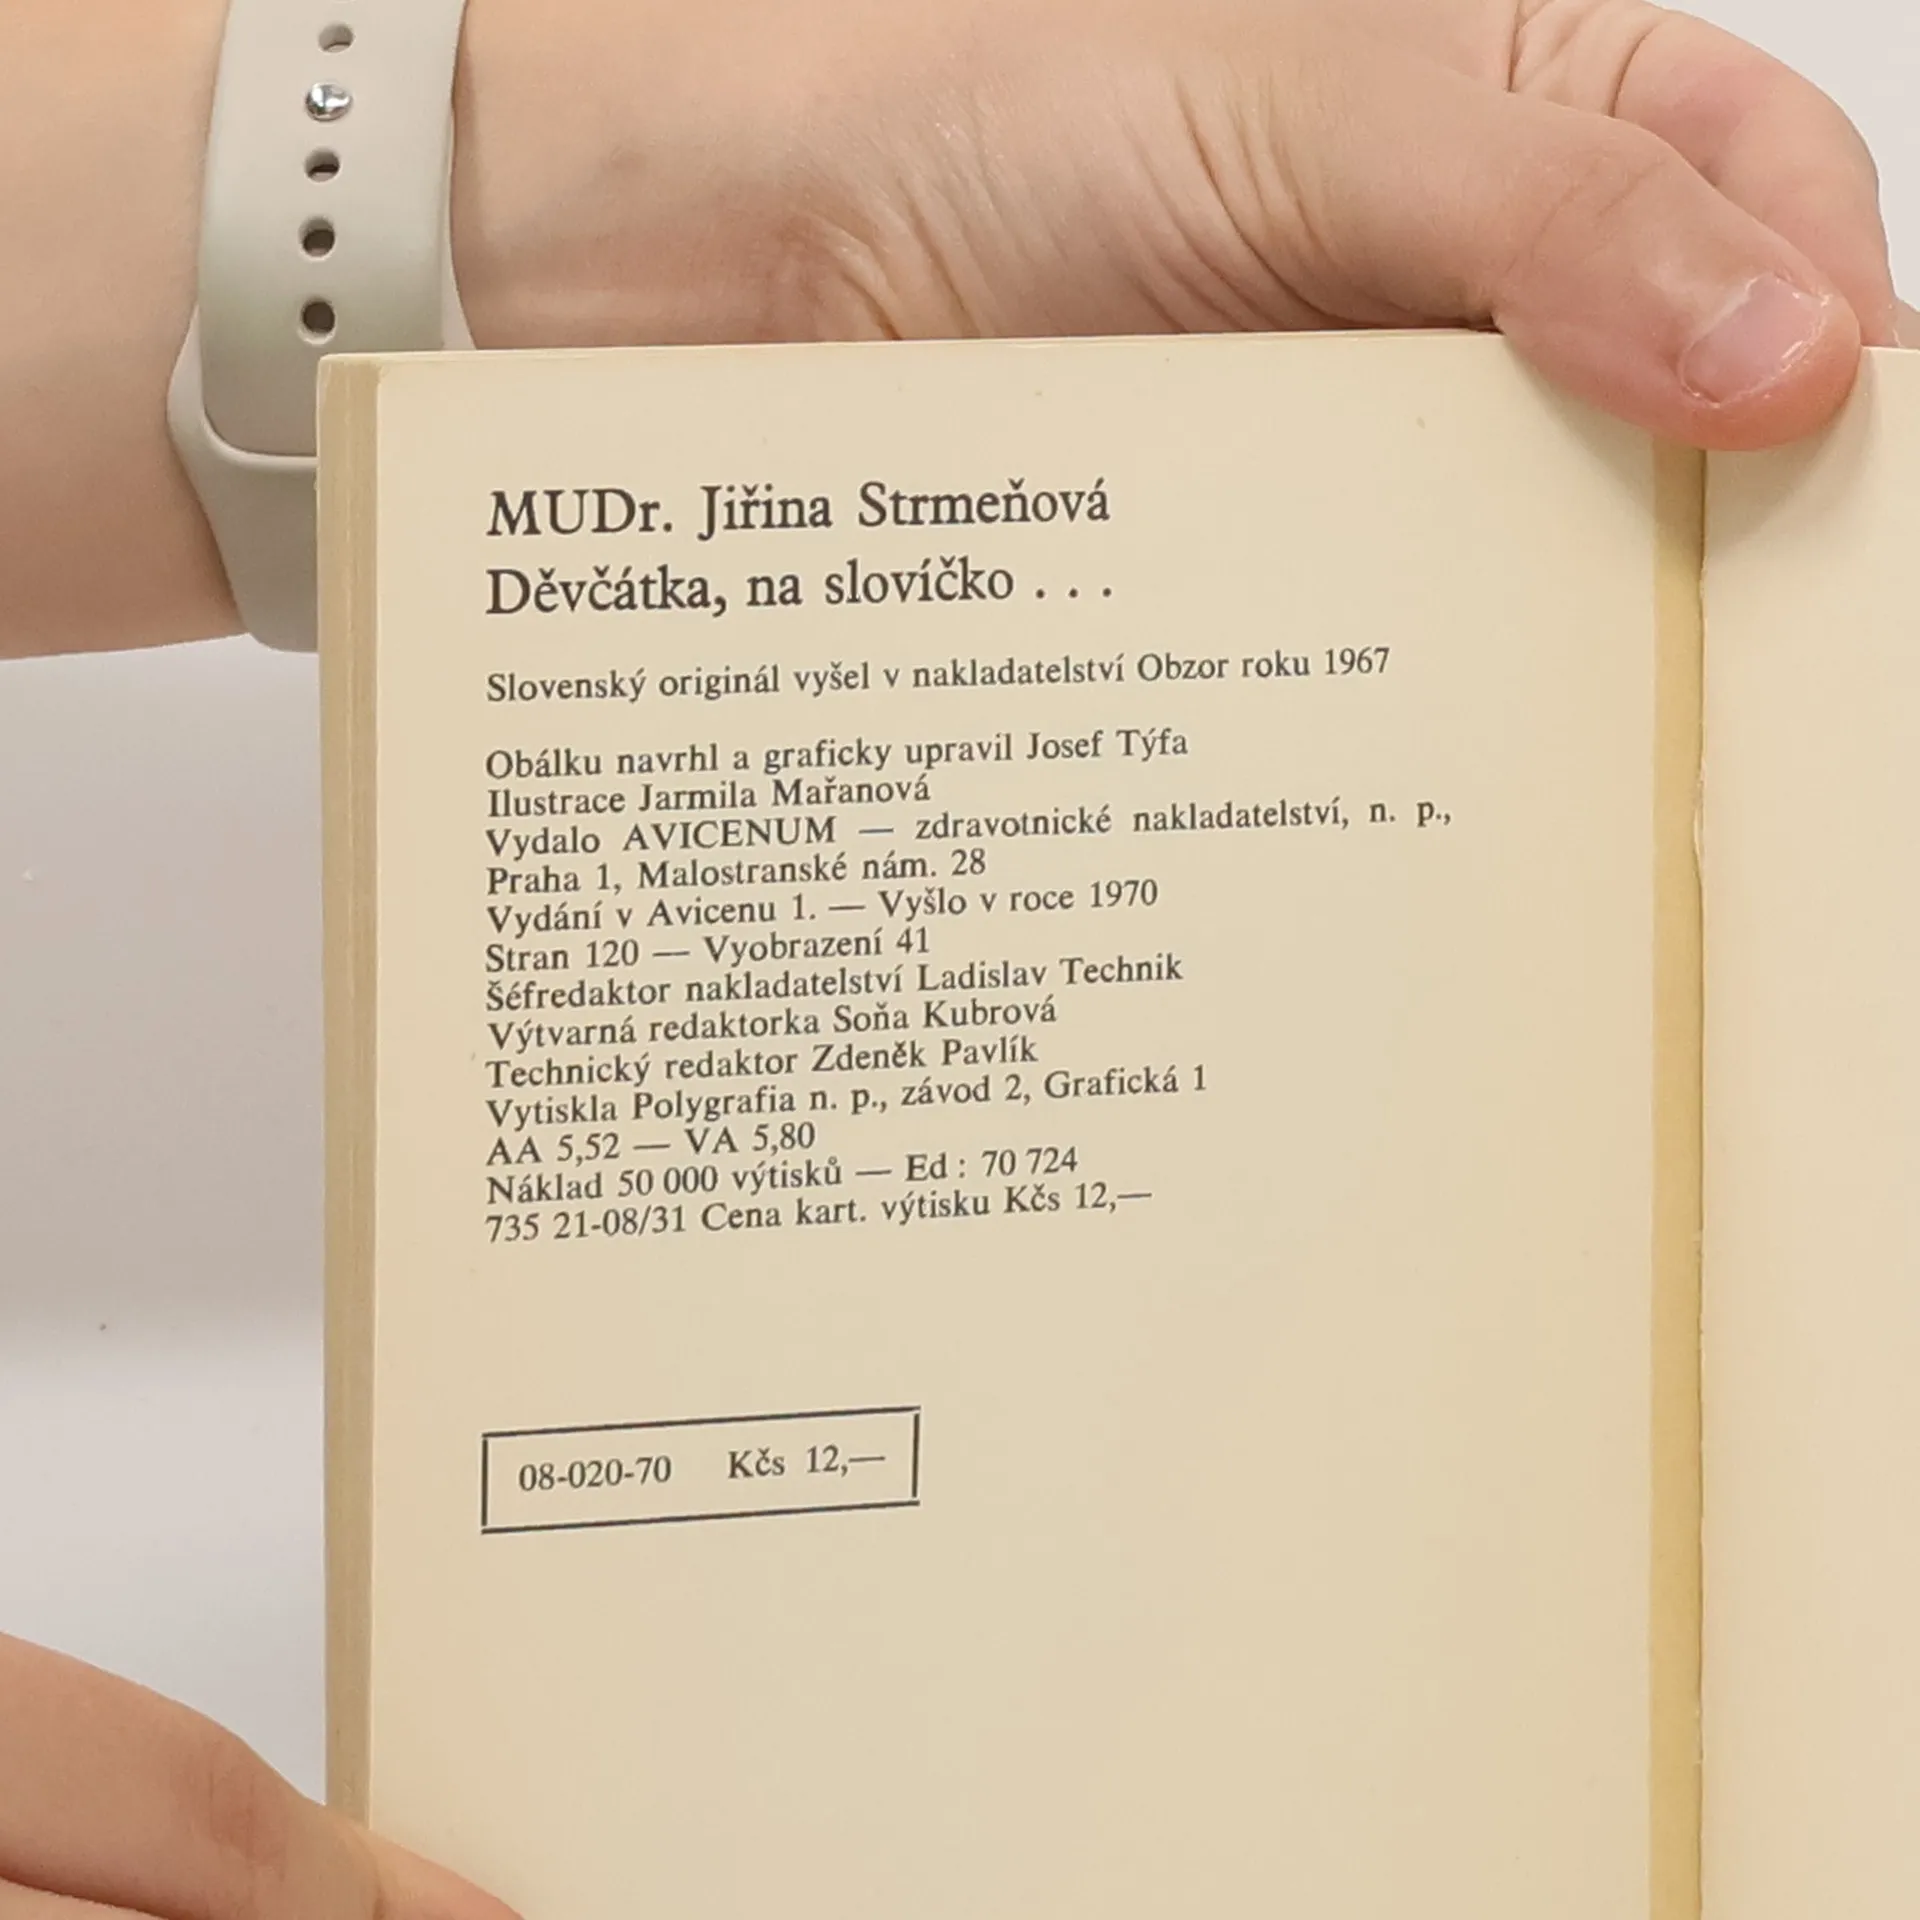 MUDr. Jiřina Strmeňová
Děvčátka, na slovíčko . . .
Slovenský originál vyšel v nakladatelství Obzor roku 1967
Obálku navrhl a graficky upravil Josef Týfa
Ilustrace Jarmila Mařanová
Vydalo AVICENUM — zdravotnické nakladatelství, n. p.,
Praha 1, Malostranské nám. 28
Vydání v Avicenu 1. — Vyšlo v roce 1970
Stran 120 — Vyobrazení 41
Šéfredaktor nakladatelství Ladislav Technik
Výtvarná redaktorka Soňa Kubrová
Technický redaktor Zdeněk Pavlík
Vytiskla Polygrafia n. p., závod 2, Grafická 1
AA 5,52 — VA 5,80
Náklad 50 000 výtisků — Ed : 70 724
735 21-08/31 Cena kart. výtisku Kčs 12,—
08-020-70 Kčs 12,—